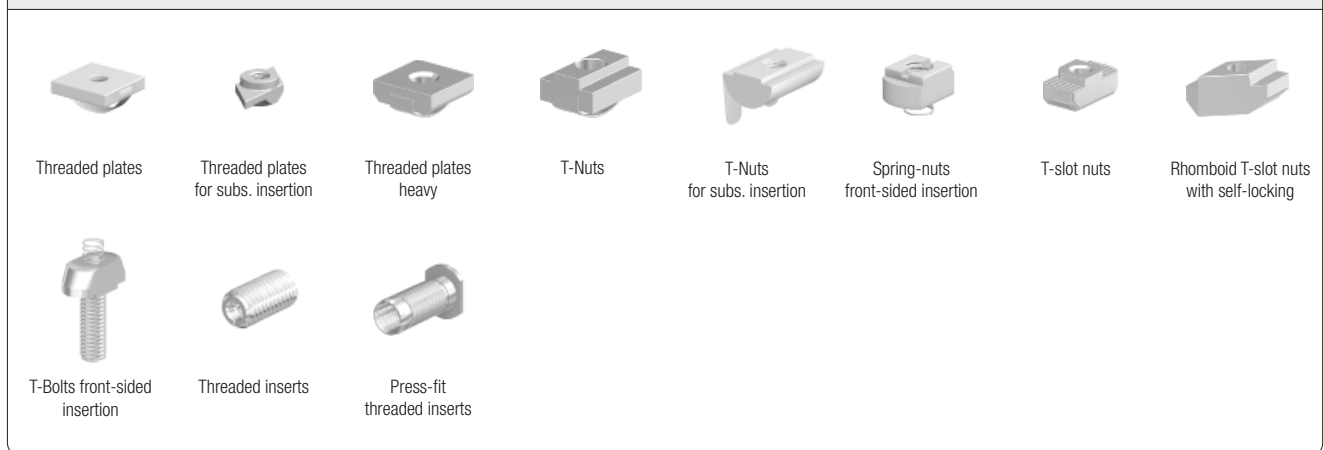 Threaded plates
Threaded plates
for subs. insertion
Threaded plates
heavy
T-Nuts
T-Nuts
for subs. insertion
Spring-nuts
front-sided insertion
T-slot nuts
Rhomboid T-slot nuts
with self-locking
T-Bolts front-sided
insertion
Threaded inserts
Press-fit
threaded inserts